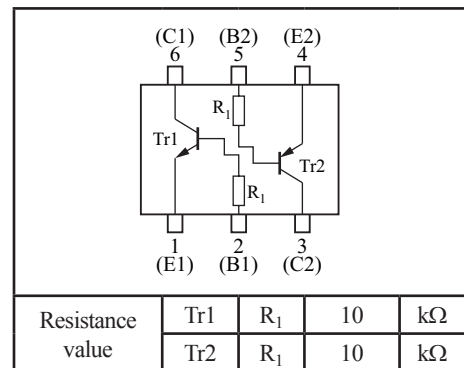 (C1) (B2) (E2)
6 5 4
R1
Tr1
Tr2
R1
1 2 3
(E1) (B1) (C2)
Resistance value Tr1 R1 10 kΩ
Tr2 R1 10 kΩ